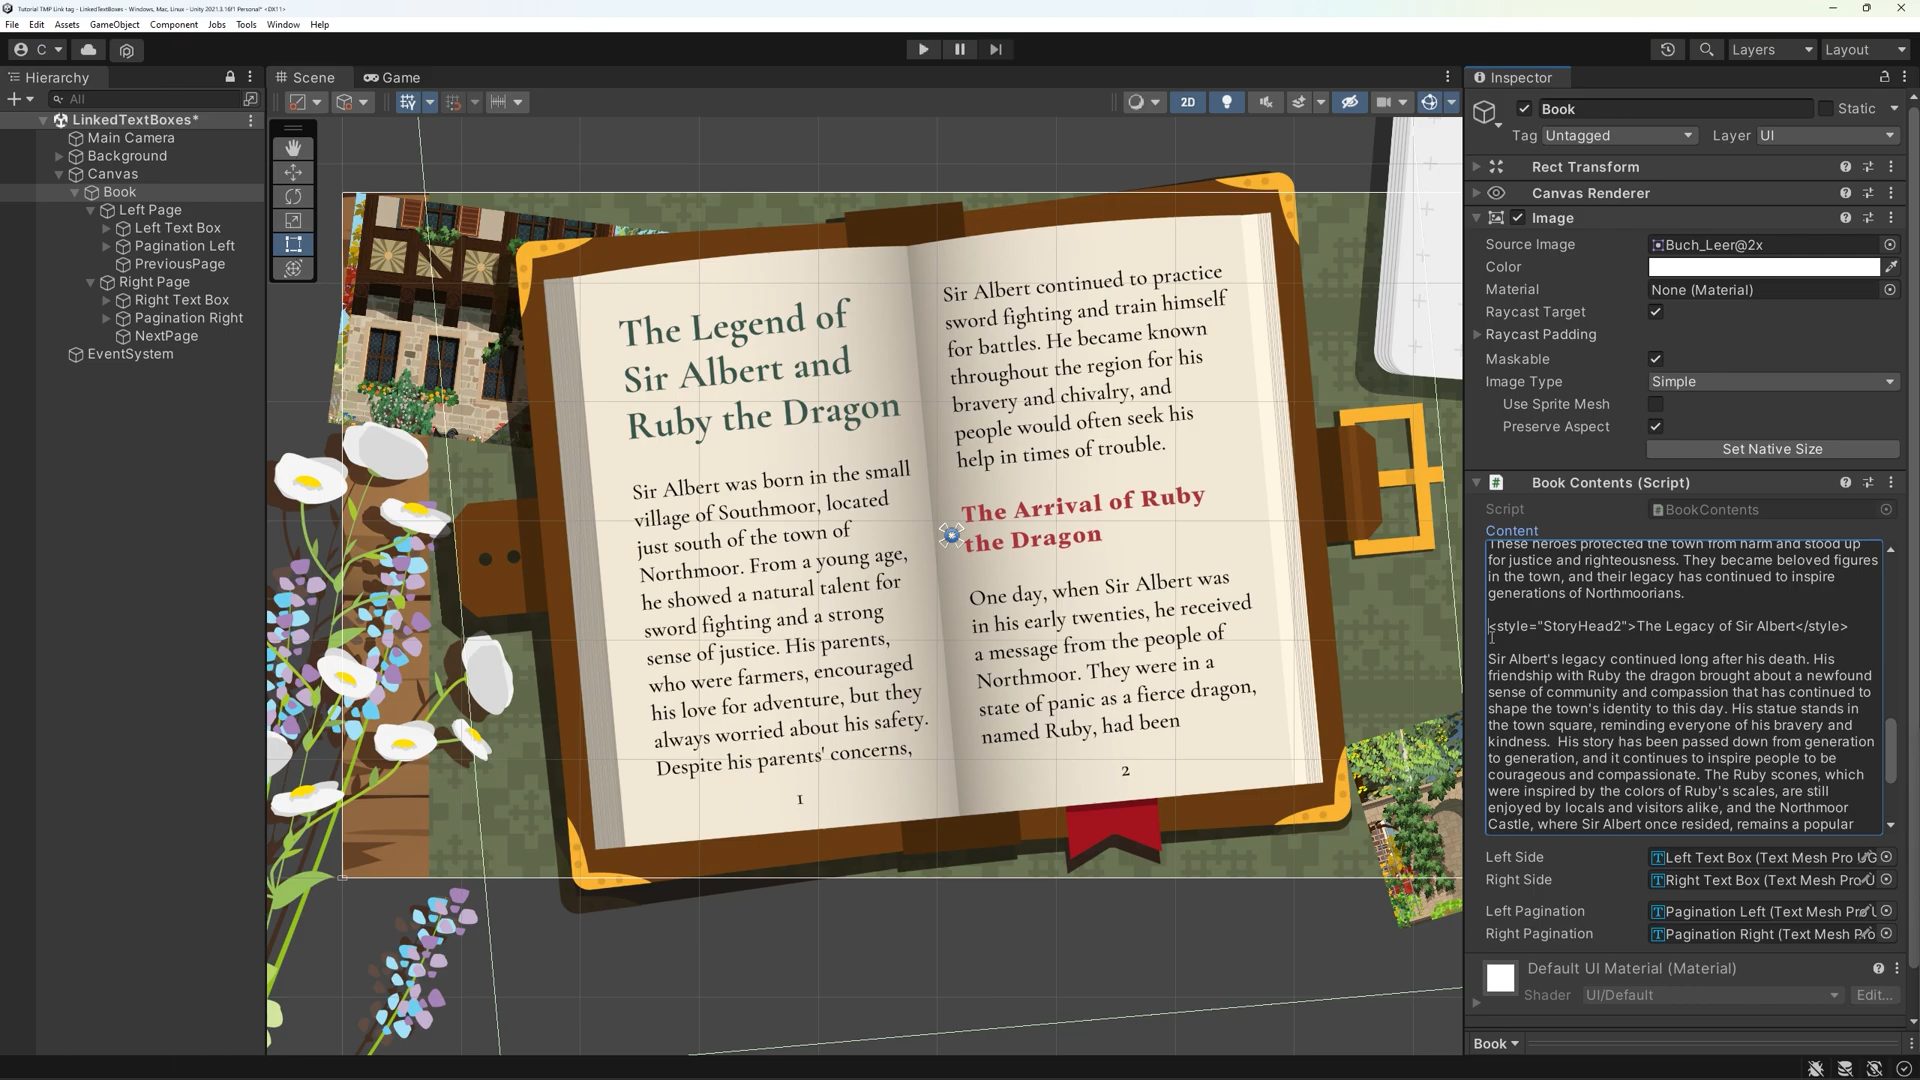 Tutorial TMP Link tag - LinkedTextBoxes - Windows, Mac, Linux - Unity 2021.3.16f1 Personal* <DX11>
File Edit Assets GameObject Component Jobs Tools Window Help
C
Layers Layout
Hierarchy
All
LinkedTextBoxes*
Main Camera
Background
Canvas
Book
Left Page
Left Text Box
Pagination Left
PreviousPage
Right Page
Right Text Box
Pagination Right
NextPage
EventSystem
Scene Game
2D
The Legend of
Sir Albert and
Ruby the Dragon
Sir Albert was born in the small
village of Southmoor, located
just south of the town of
Northmoor. From a young age,
he showed a natural talent for
sword fighting and a strong
sense of justice. His parents,
who were farmers, encouraged
his love for adventure, but they
always worried about his safety.
Despite his parents' concerns,
1
Sir Albert continued to practice
sword fighting and train himself
for battles. He became known
throughout the region for his
bravery and chivalry, and
people would often seek his
help in times of trouble.
The Arrival of Ruby
the Dragon
One day, when Sir Albert was
in his early twenties, he received
a message from the people of
Northmoor. They were in a
state of panic as a fierce dragon,
named Ruby, had been
2
Inspector
Book Static
Tag Untagged Layer UI
Rect Transform
Canvas Renderer
Image
Source Image Buch_Leer@2x
Color
Material None (Material)
Raycast Target
Raycast Padding
Maskable
Image Type Simple
Use Sprite Mesh
Preserve Aspect
Set Native Size
Book Contents (Script)
Script BookContents
Content
These heroes protected the town from harm and stood up
for justice and righteousness. They became beloved figures
in the town, and their legacy has continued to inspire
generations of Northmoorians.
<style="StoryHead2">The Legacy of Sir Albert</style>
Sir Albert's legacy continued long after his death. His
friendship with Ruby the dragon brought about a newfound
sense of community and compassion that has continued to
shape the town's identity to this day. His statue stands in
the town square, reminding everyone of his bravery and
kindness.  His story has been passed down from generation
to generation, and it continues to inspire people to be
courageous and compassionate. The Ruby scones, which
were inspired by the colors of Ruby's scales, are still
enjoyed by locals and visitors alike, and the Northmoor
Castle, where Sir Albert once resided, remains a popular
Left Side Left Text Box (Text Mesh Pro UG
Right Side Right Text Box (Text Mesh Pro U
Left Pagination Pagination Left (Text Mesh Pro U
Right Pagination Pagination Right (Text Mesh Pro
Default UI Material (Material)
Shader UI/Default Edit...
Book